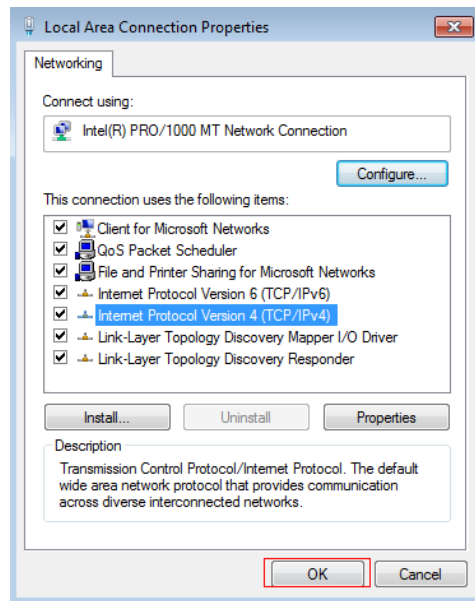 Local Area Connection Properties
Networking
Connect using:
Intel(R) PRO/1000 MT Network Connection
Configure...
This connection uses the following items:
Client for Microsoft Networks
QoS Packet Scheduler
File and Printer Sharing for Microsoft Networks
Internet Protocol Version 6 (TCP/IPv6)
Internet Protocol Version 4 (TCP/IPv4)
Link-Layer Topology Discovery Mapper I/O Driver
Link-Layer Topology Discovery Responder
Install... Uninstall Properties
Description
Transmission Control Protocol/Internet Protocol. The default
wide area network protocol that provides communication
across diverse interconnected networks.
OK Cancel